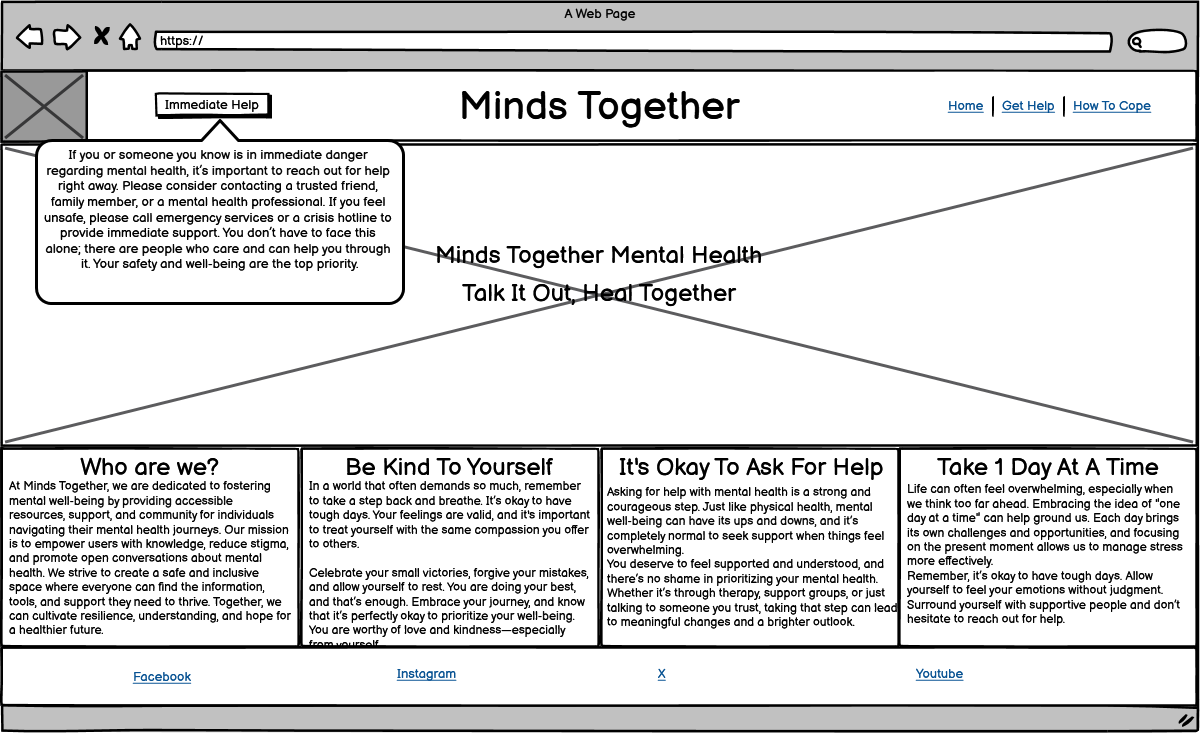 A Web Page
https://
Immediate Help
Minds Together
Home
Get Help
How To Cope
If you or someone you know is in immediate danger
regarding mental health, it's important to reach out for help
right away. Please consider contacting a trusted friend,
family member, or a mental health professional. If you feel
unsafe, please call emergency services or a crisis hotline to
provide immediate support. You don't have to face this
alone; there are people who care and can help you through
it. Your safety and well-being are the top priority.
Minds Together Mental Health
Talk It Out, Heal Together
Who are we?
At Minds Together, we are dedicated to fostering
mental well-being by providing accessible
resources, support, and community for individuals
navigating their mental health journeys. Our mission
is to empower users with knowledge, reduce stigma,
and promote open conversations about mental
health. We strive to create a safe and inclusive
space where everyone can find the information,
tools, and support they need to thrive. Together, we
can cultivate resilience, understanding, and hope for
a healthier future.
Be Kind To Yourself
In a world that often demands so much, remember
to take a step back and breathe. It's okay to have
tough days. Your feelings are valid, and it's important
to treat yourself with the same compassion you offer
to others.
Celebrate your small victories, forgive your mistakes,
and allow yourself to rest. You are doing your best,
and that's enough. Embrace your journey, and know
that it's perfectly okay to prioritize your well-being.
You are worthy of love and kindness—especially
from yourself.
It's Okay To Ask For Help
Asking for help with mental health is a strong and
courageous step. Just like physical health, mental
well-being can have its ups and downs, and it's
completely normal to seek support when things feel
overwhelming.
You deserve to feel supported and understood, and
there's no shame in prioritizing your mental health.
Whether it's through therapy, support groups, or just
talking to someone you trust, taking that step can lead
to meaningful changes and a brighter outlook.
Take 1 Day At A Time
Life can often feel overwhelming, especially when
we think too far ahead. Embracing the idea of "one
day at a time" can help ground us. Each day brings
its own challenges and opportunities, and focusing
on the present moment allows us to manage stress
more effectively.
Remember, it's okay to have tough days. Allow
yourself to feel your emotions without judgment.
Surround yourself with supportive people and don't
hesitate to reach out for help.
Facebook
Instagram
X
Youtube